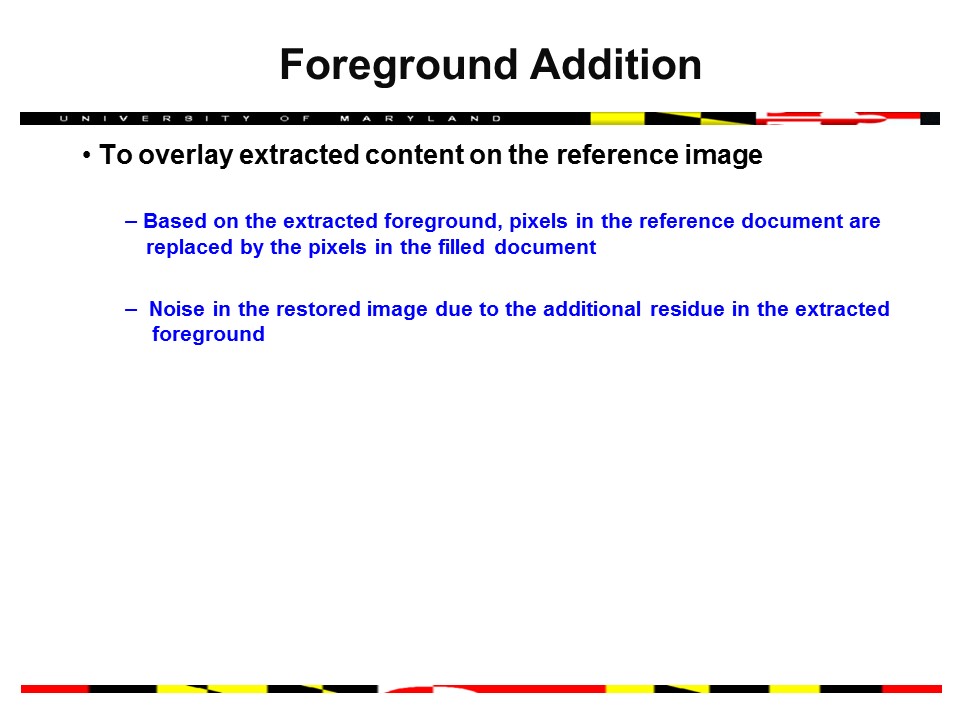 Foreground Addition
UNIVERSITY OF MARYLAND
• To overlay extracted content on the reference image
– Based on the extracted foreground, pixels in the reference document are
replaced by the pixels in the filled document
– Noise in the restored image due to the additional residue in the extracted
foreground